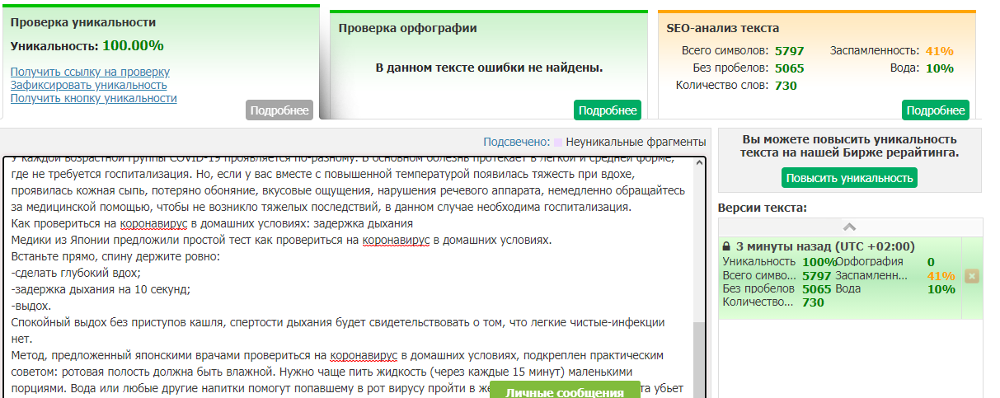 Проверка уникальности
Уникальность: 100.00%
Получить ссылку на проверку
Зафиксировать уникальность
Получить кнопку уникальности
Подробнее
Проверка орфографии
В данном тексте ошибки не найдены.
Подробнее
SEO-анализ текста
Всего символов: 5797 Заспамленность: 41%
Без пробелов: 5065 Вода: 10%
Количество слов: 730
Подробнее
Подсвечено: Неуникальные фрагменты
У каждой возрастной группы COVID-19 проявляется по-разному. В основном болезнь протекает в легкой и средней форме,
где не требуется госпитализация. Но, если у вас вместе с повышенной температурой появилась тяжесть при вдохе,
проявилась кожная сыпь, потеряно обоняние, вкусовые ощущения, нарушения речевого аппарата, немедленно обращайтесь
за медицинской помощью, чтобы не возникло тяжелых последствий, в данном случае необходима госпитализация.
Как провериться на коронавирус в домашних условиях: задержка дыхания
Медики из Японии предложили простой тест как провериться на коронавирус в домашних условиях.
Встаньте прямо, спину держите ровно:
-сделать глубокий вдох;
-задержка дыхания на 10 секунд;
-выдох.
Спокойный выдох без приступов кашля, спертости дыхания будет свидетельствовать о том, что легкие чистые-инфекции
нет.
Метод, предложенный японскими врачами провериться на коронавирус в домашних условиях, подкреплен практическим
советом: ротовая полость должна быть влажной. Нужно чаще пить жидкость (через каждые 15 минут) маленькими
порциями. Вода или любые другие напитки помогут попавшему в рот вирусу пройти в же
та убьет
Личные сообщения
Вы можете повысить уникальность
текста на нашей Бирже рерайтинга.
Повысить уникальность
Версии текста:
3 минуты назад (UTC +02:00)
Уникальность 100% Орфография 0
Всего симво... 5797 Заспамленн... 41%
Без пробелов 5065 Вода 10%
Количество... 730